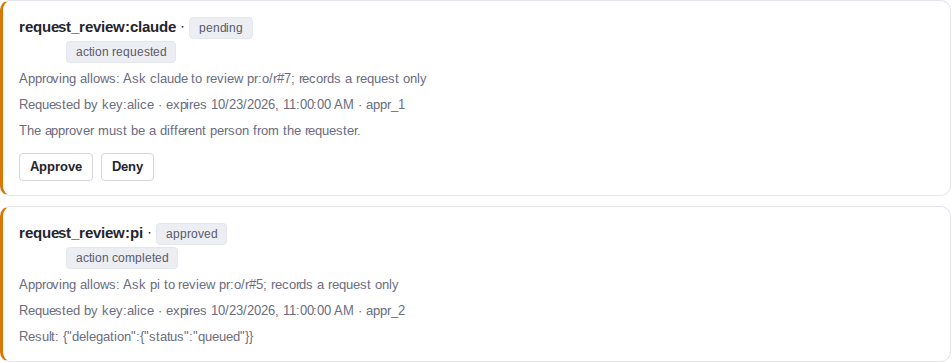 request_review:claude · pending
action requested
Approving allows: Ask claude to review pr:o/r#7; records a request only
Requested by key:alice · expires 10/23/2026, 11:00:00 AM · appr_1
The approver must be a different person from the requester.
Approve Deny
request_review:pi · approved
action completed
Approving allows: Ask pi to review pr:o/r#5; records a request only
Requested by key:alice · expires 10/23/2026, 11:00:00 AM · appr_2
Result: {"delegation":{"status":"queued"}}